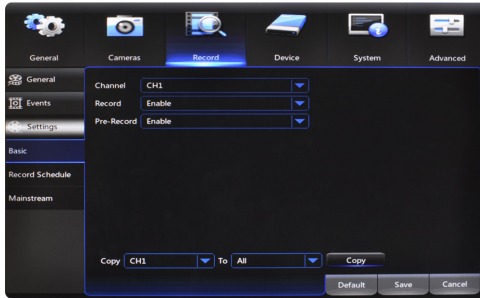 General Cameras Record Device System Advanced
General
Events
Settings
Basic
Record Schedule
Mainstream
Channel CH1
Record Enable
Pre-Record Enable
Copy CH1 To All Copy
Default Save Cancel